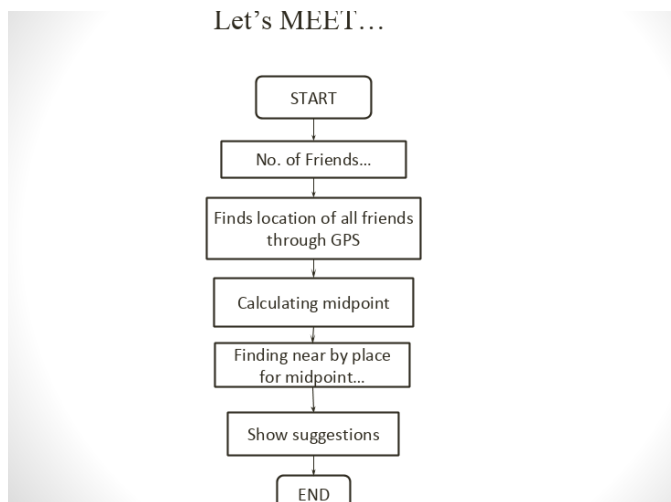 Let's MEET...
START
No. of Friends...
Finds location of all friends
through GPS
Calculating midpoint
Finding near by place
for midpoint...
Show suggestions
END